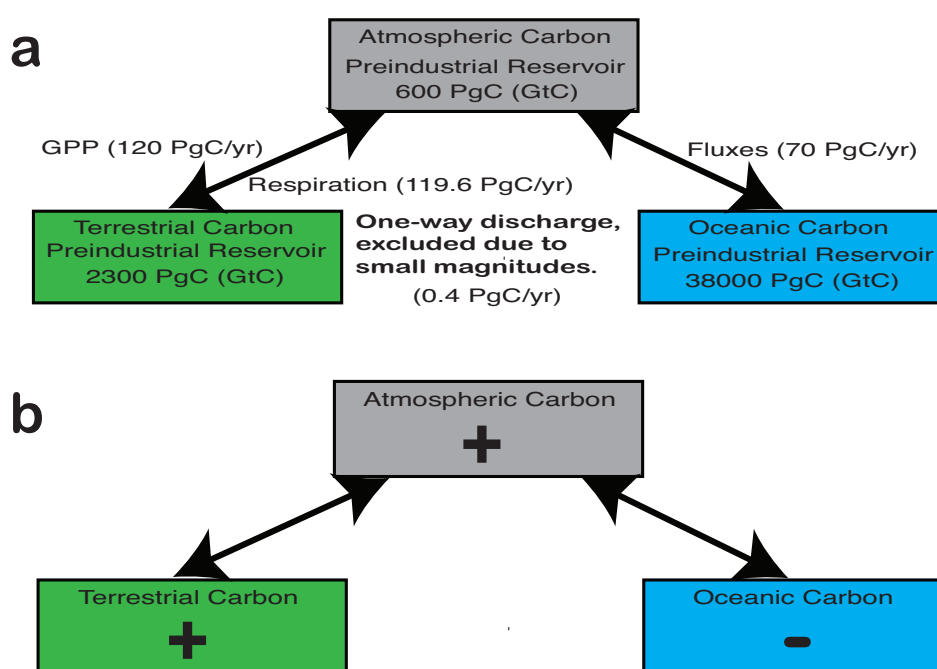 a
Atmospheric Carbon
Preindustrial Reservoir
600 PgC (GtC)
GPP (120 PgC/yr)
Fluxes (70 PgC/yr)
Respiration (119.6 PgC/yr)
Terrestrial Carbon
Preindustrial Reservoir
2300 PgC (GtC)
One-way discharge,
excluded due to
small magnitudes.
(0.4 PgC/yr)
Oceanic Carbon
Preindustrial Reservoir
38000 PgC (GtC)
b
Atmospheric Carbon
+
Terrestrial Carbon
+
Oceanic Carbon
-